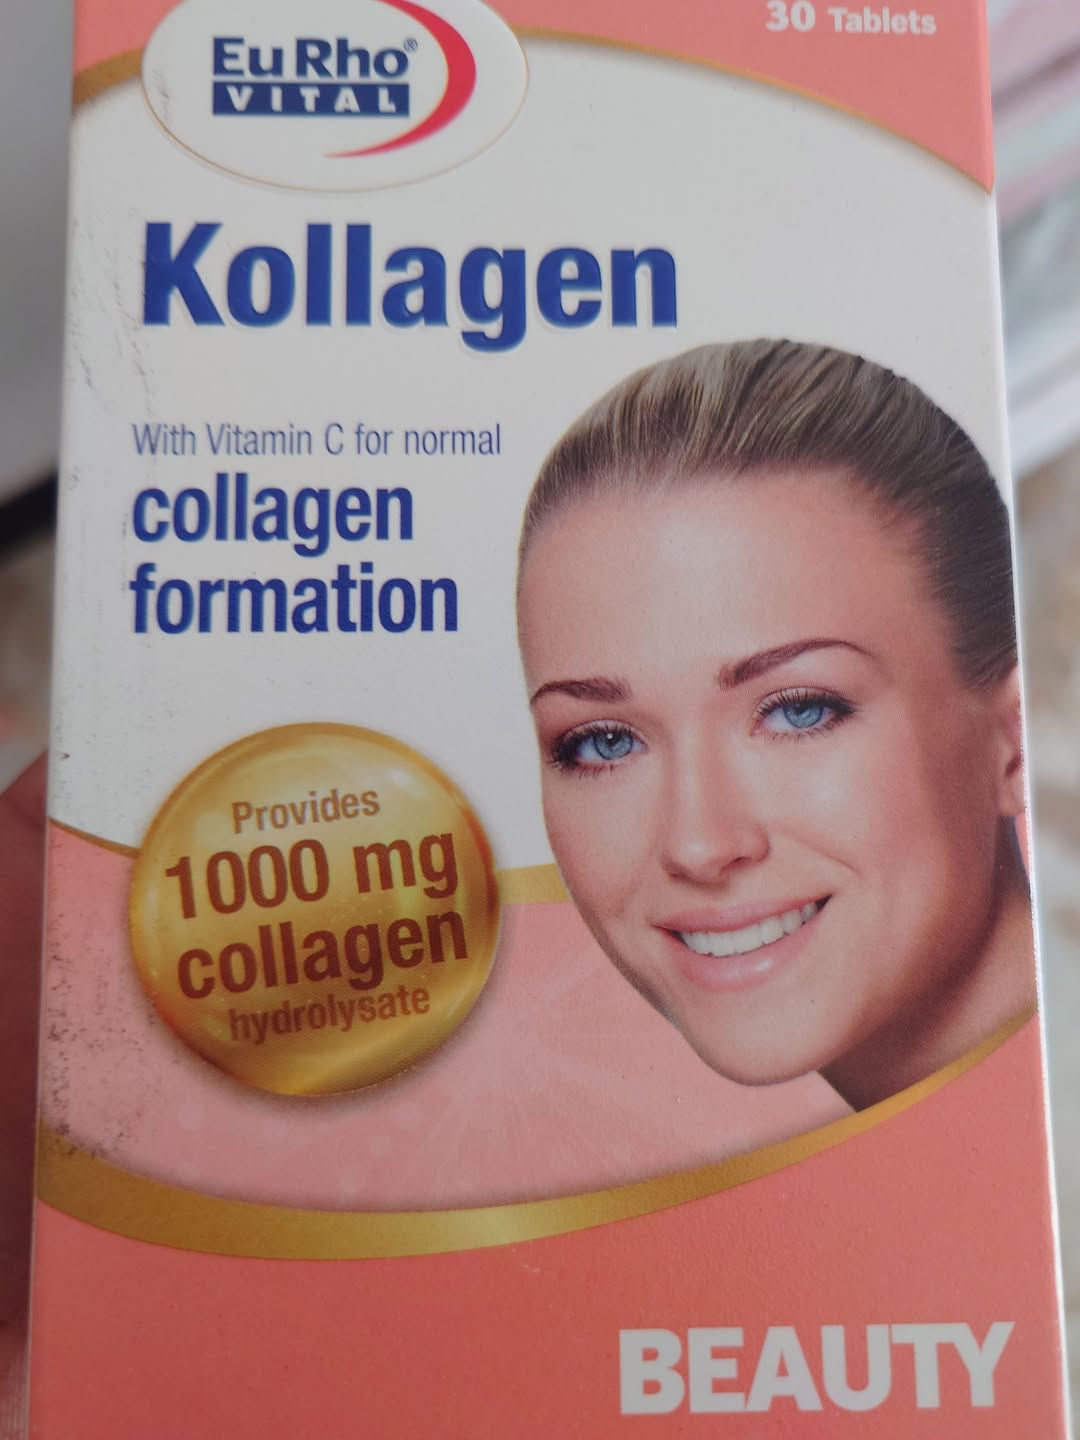 30 Tablets
EuRho®
VITAL
Kollagen
With Vitamin C for normal
collagen
formation
Provides
1000 mg
collagen
hydrolysate
BEAUTY